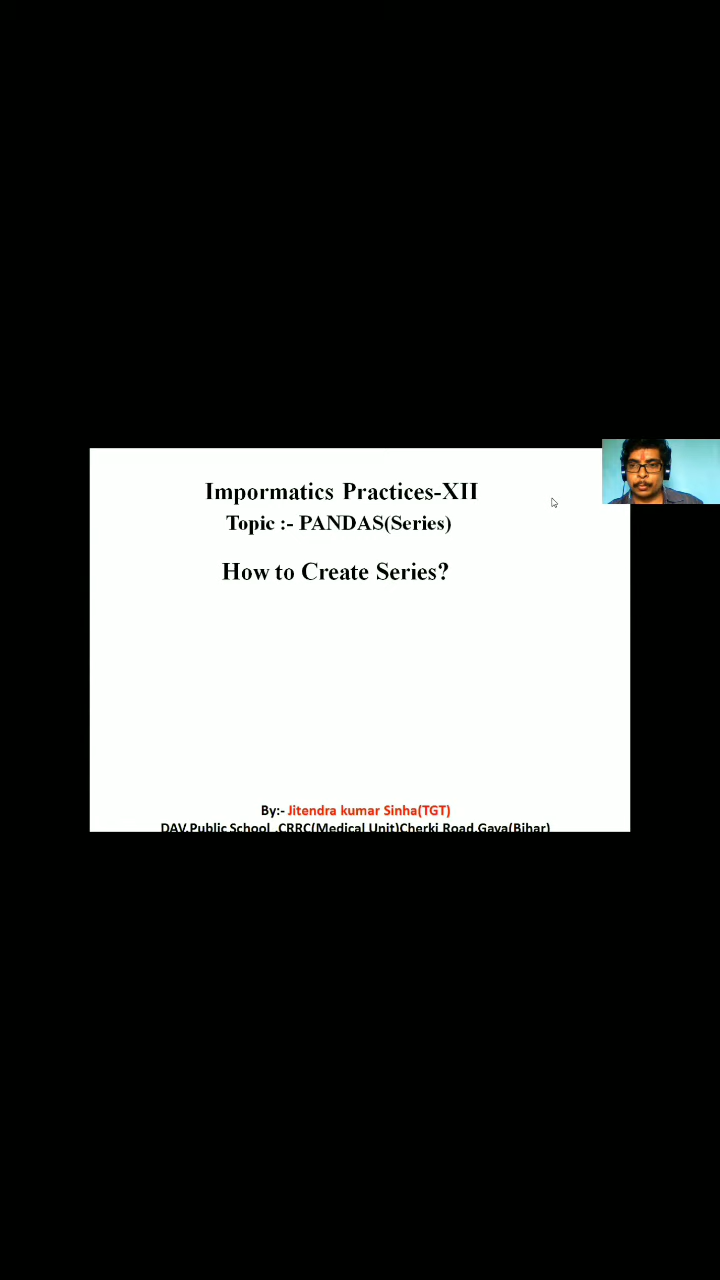 Impormatics Practices-XII
Topic :- PANDAS(Series)
How to Create Series?
By:- Jitendra kumar Sinha(TGT)
DAV.Public School ,CRRC(Medical Unit)Cherki Road,Gaya(Bihar)